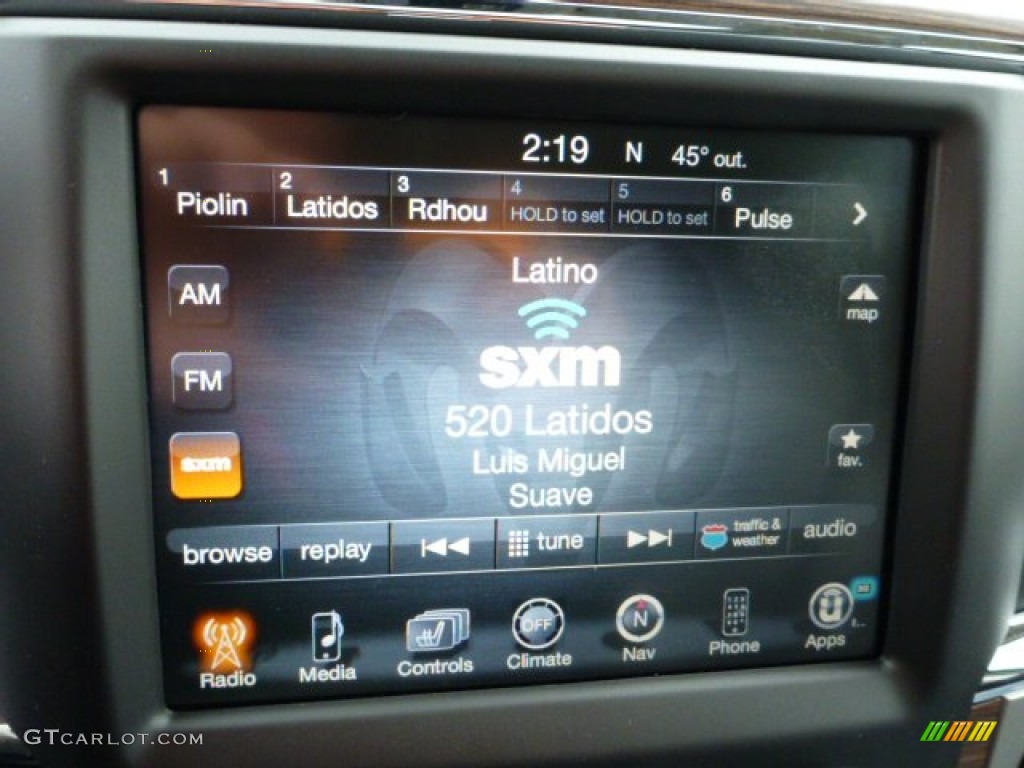 2:19 N 45° out.
1 Piolin 2 Latidos 3 Rdhou 4 HOLD to set 5 HOLD to set 6 Pulse
Latino
AM
map
sxm
FM
520 Latidos
fav.
sxm
Luis Miguel
Suave
browse replay tune traffic & weather audio
OFF N
Radio Media Controls Climate Nav Phone Apps
GTCARLOT.COM